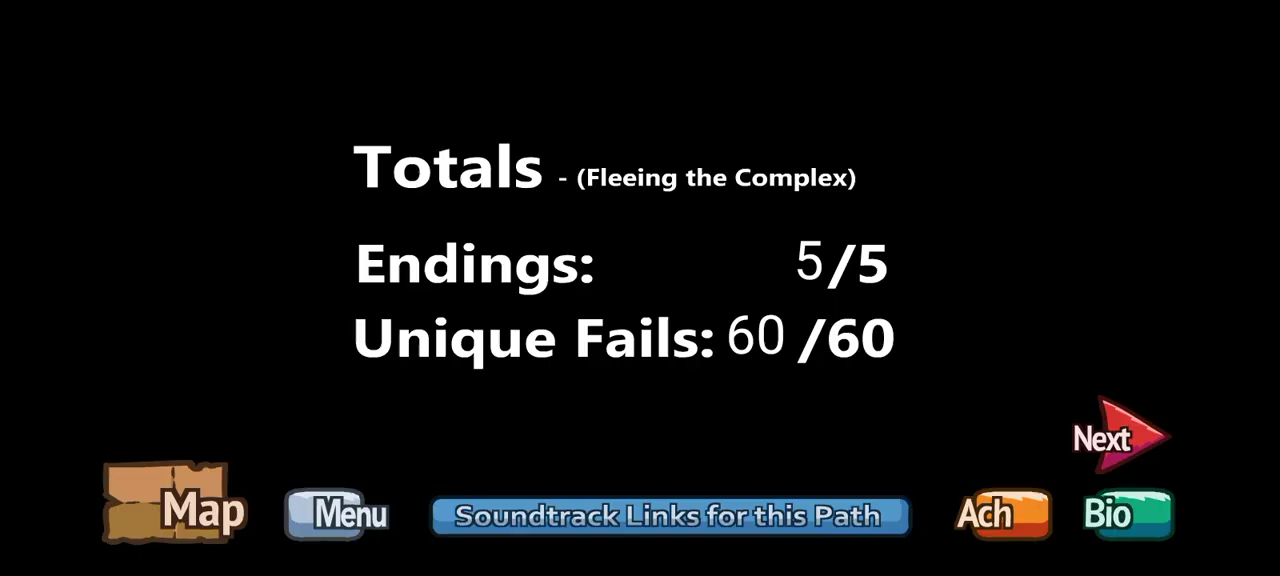 Totals - (Fleeing the Complex)
Endings: 5/5
Unique Fails: 60 /60
Next
Map
Menu
Soundtrack Links for this Path
Ach
Bio